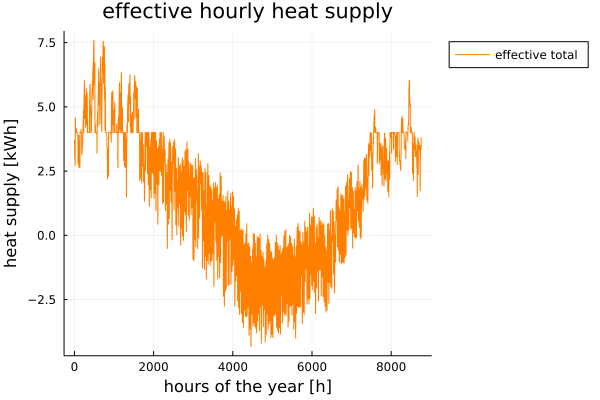 effective hourly heat supply
effective total
heat supply [kWh]
7.5
5.0
2.5
0.0
−2.5
0
2000
4000
6000
8000
hours of the year [h]